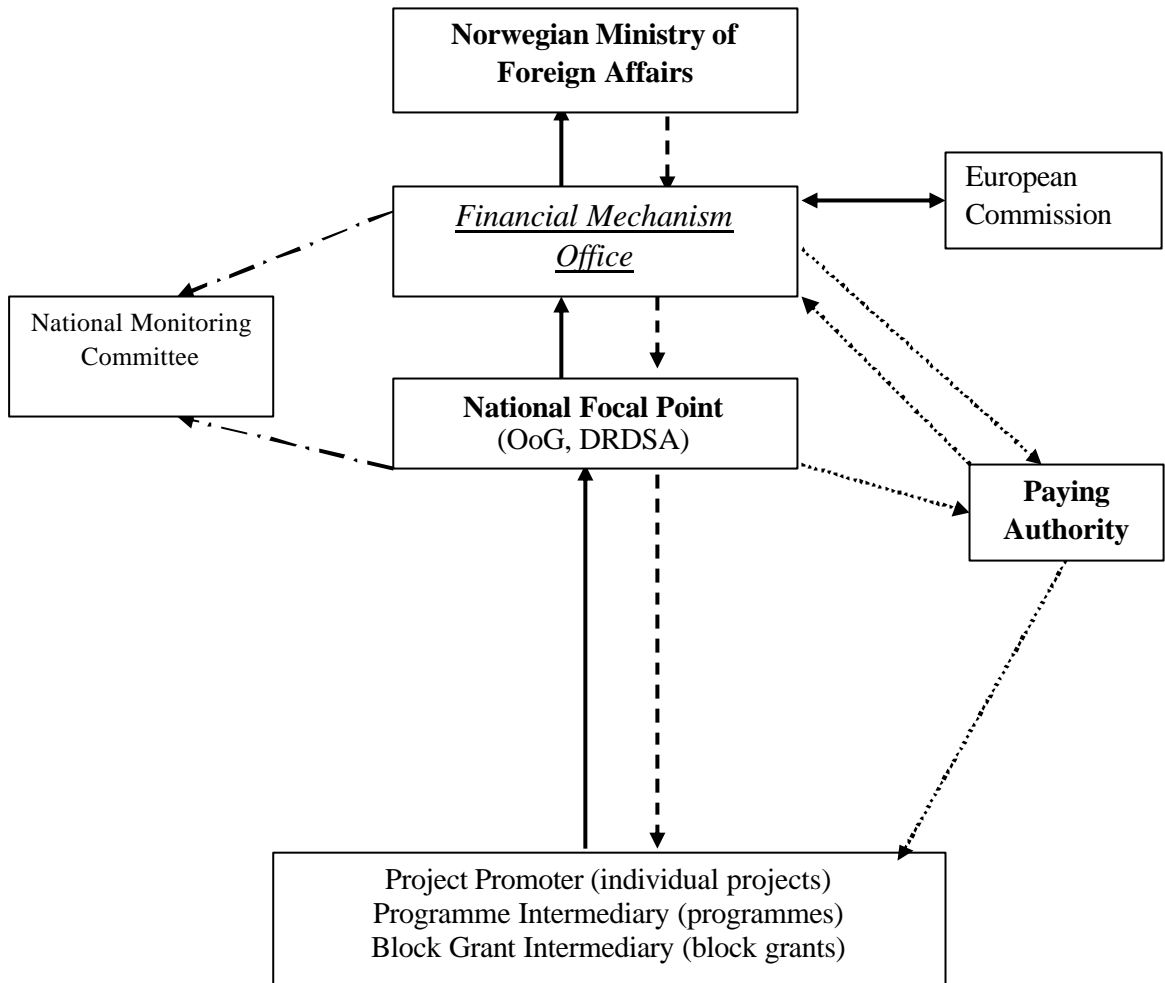 Norwegian Ministry of
Foreign Affairs
European
Commission
Financial Mechanism
Office
National Monitoring
Committee
National Focal Point
(OoG, DRDSA)
Paying
Authority
Project Promoter (individual projects)
Programme Intermediary (programmes)
Block Grant Intermediary (block grants)